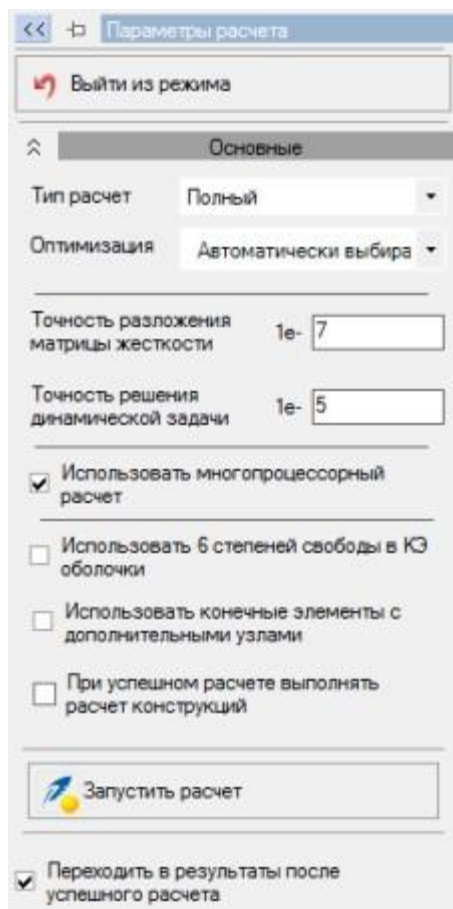 << Параметры расчета
Выйти из режима
Основные
Тип расчет Полный
Оптимизация Автоматически выбира
Точность разложения
матрицы жесткости 1e- 7
Точность решения
динамической задачи 1e- 5
Использовать многопроцессорный
расчет
Использовать 6 степеней свободы в КЭ
оболочки
Использовать конечные элементы с
дополнительными узлами
При успешном расчете выполнять
расчет конструкций
Запустить расчет
Переходить в результаты после
успешного расчета